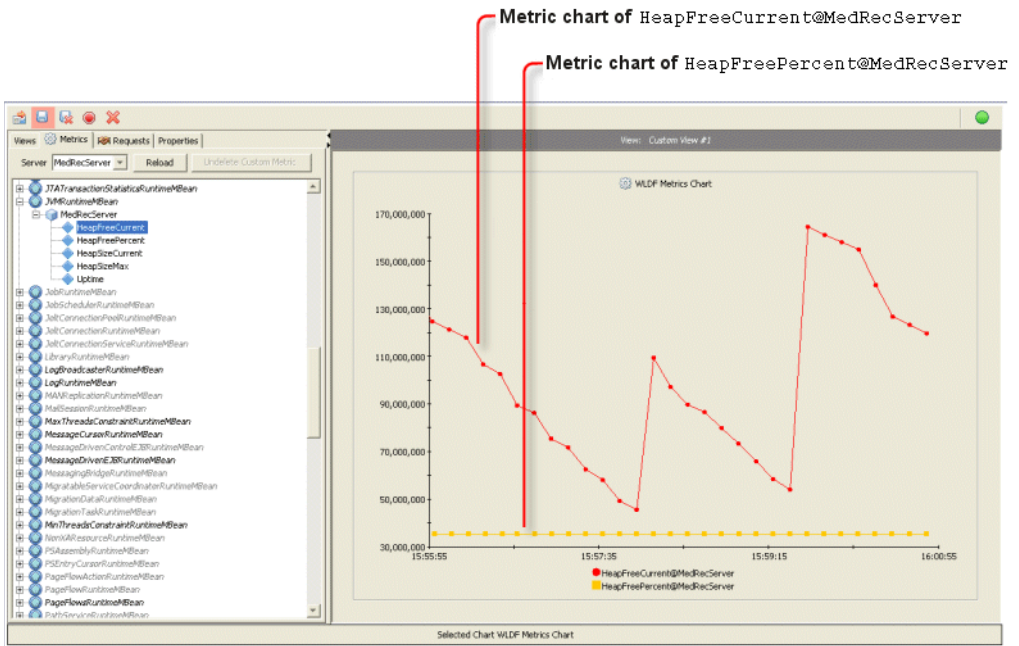 Metric chart of HeapFreeCurrent@MedRecServer
Metric chart of HeapFreePercent@MedRecServer
Views Metrics Requests Properties
View: Custom View #1
Server MedRecServer Reload Undelete Custom Metric
WLDF Metrics Chart
JTATransactionStatisticsRuntimeMBean
JVMRuntimeMBean
MedRecServer
HeapFreeCurrent
HeapFreePercent
HeapSizeCurrent
HeapSizeMax
Uptime
JobRuntimeMBean
JobSchedulerRuntimeMBean
JoltConnectionPoolRuntimeMBean
JoltConnectionRuntimeMBean
JoltConnectionServiceRuntimeMBean
LibraryRuntimeMBean
LogBroadcasterRuntimeMBean
LogRuntimeMBean
MANReplicationRuntimeMBean
MailSessionRuntimeMBean
MaxThreadsConstraintRuntimeMBean
MessageCursorRuntimeMBean
MessageDrivenControlEJBRuntimeMBean
MessageDrivenEJBRuntimeMBean
MessagingBridgeRuntimeMBean
MigratableServiceCoordinatorRuntimeMBean
MigrationDataRuntimeMBean
MigrationTaskRuntimeMBean
MinThreadsConstraintRuntimeMBean
NonXAResourceRuntimeMBean
PSAssemblyRuntimeMBean
PSEntryCursorRuntimeMBean
PageFlowActionRuntimeMBean
PageFlowRuntimeMBean
PageFlowsRuntimeMBean
PathServiceRuntimeMBean
170,000,000
150,000,000
130,000,000
110,000,000
90,000,000
70,000,000
50,000,000
30,000,000
15:55:55 15:57:35 15:59:15 16:00:55
HeapFreeCurrent@MedRecServer
HeapFreePercent@MedRecServer
Selected Chart WLDF Metrics Chart